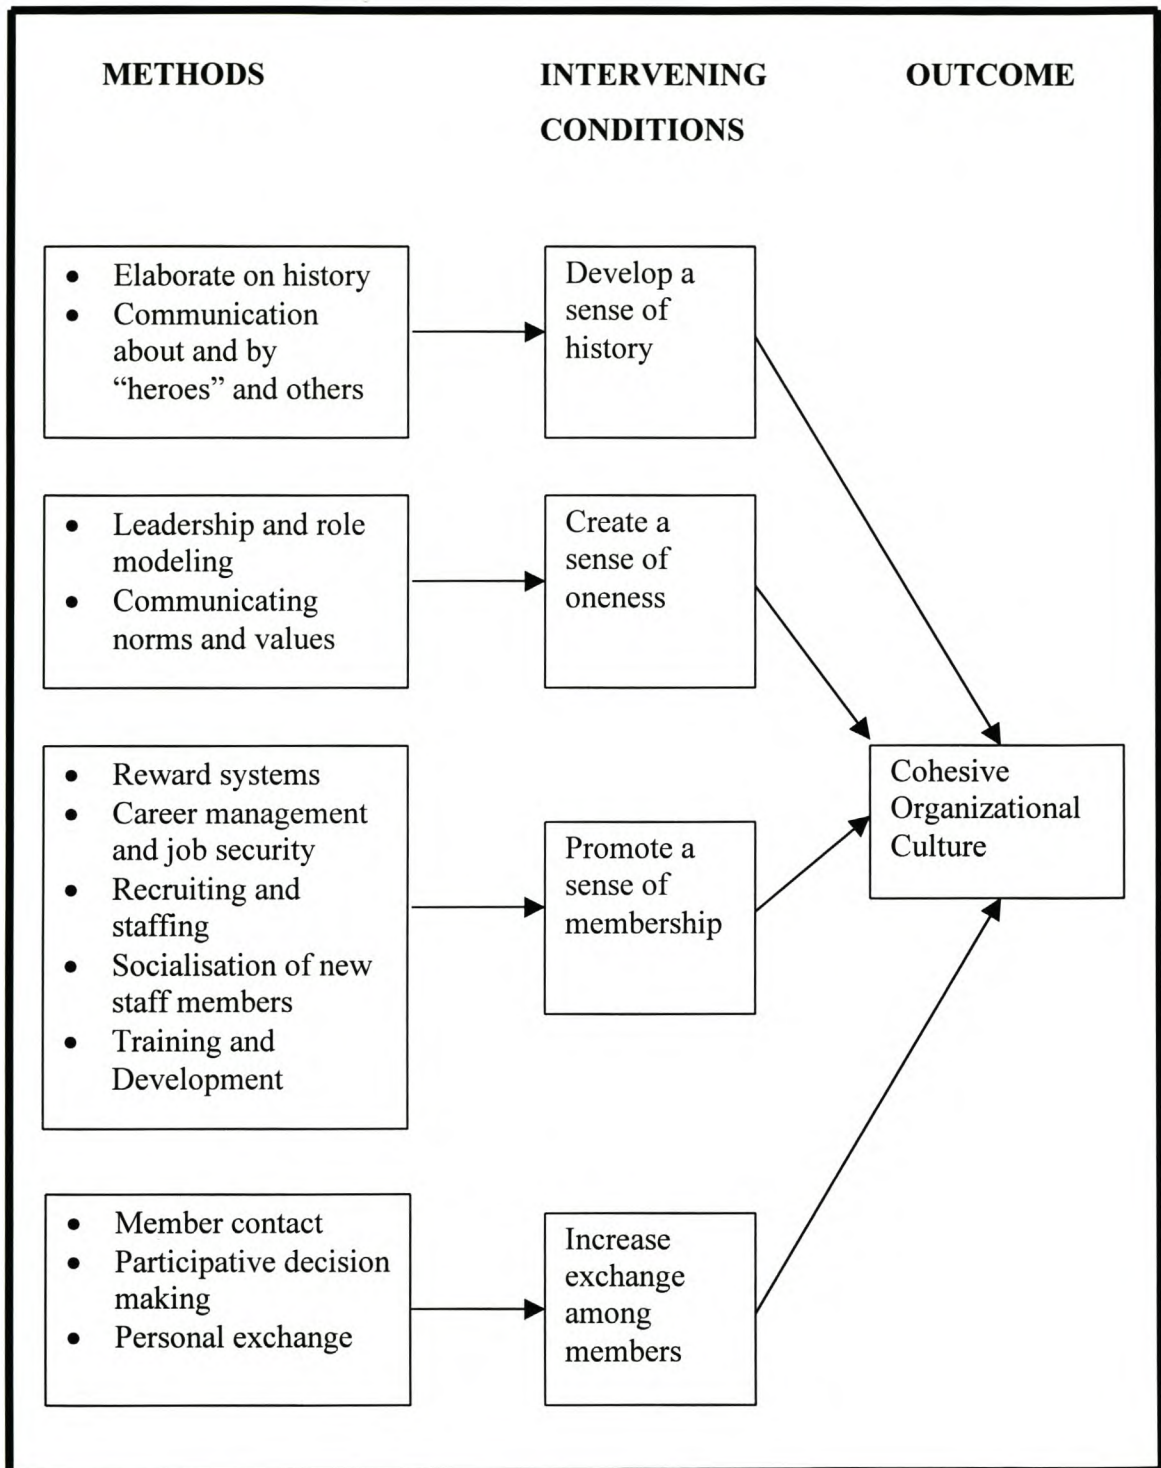 METHODS
INTERVENING
CONDITIONS
OUTCOME
• Elaborate on history
• Communication
about and by
“heroes” and others
Develop a
sense of
history
• Leadership and role
modeling
• Communicating
norms and values
Create a
sense of
oneness
• Reward systems
• Career management
and job security
• Recruiting and
staffing
• Socialisation of new
staff members
• Training and
Development
Promote a
sense of
membership
Cohesive
Organizational
Culture
• Member contact
• Participative decision
making
• Personal exchange
Increase
exchange
among
members